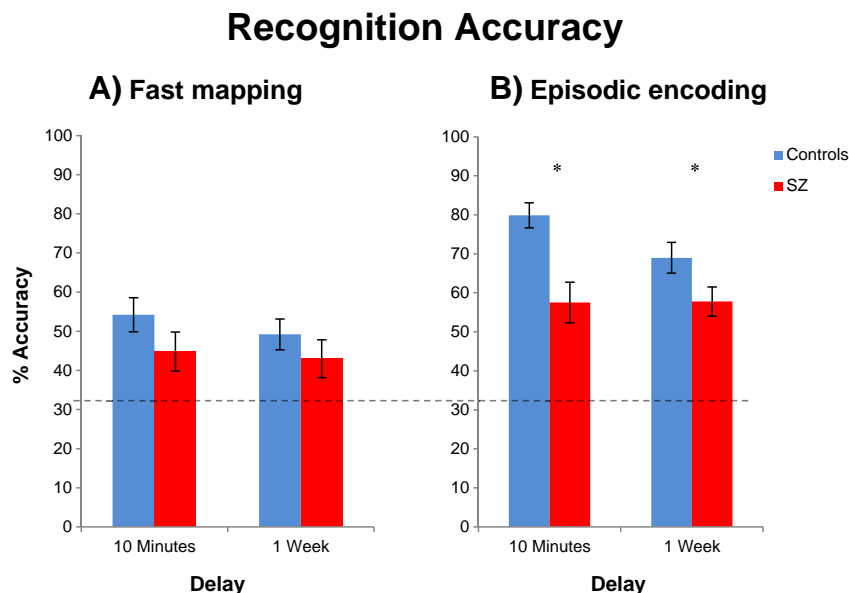 Recognition Accuracy
A) Fast mapping
B) Episodic encoding
% Accuracy
100
90
80
70
60
50
40
30
20
10
0
10 Minutes
1 Week
Delay
100
90
80
70
60
50
40
30
20
10
0
*
*
10 Minutes
1 Week
Delay
Controls
SZ